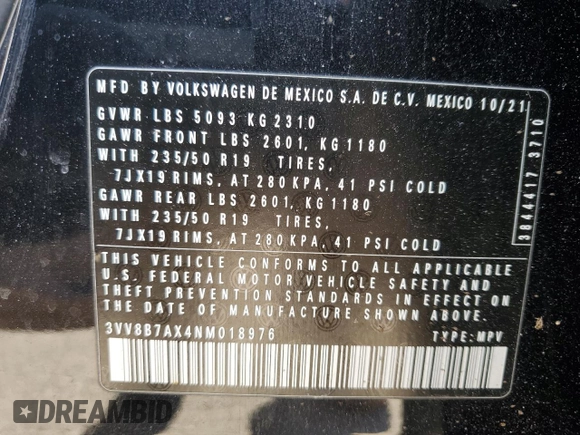 MFD BY VOLKSWAGEN DE MEXICO S.A. DE C.V. MEXICO 10/21
GVWR LBS 5093 KG 2310
GAWR FRONT LBS 2601, KG 1180
WITH 235/50 R19 TIRES,
7JX19 RIMS, AT 280 KPA, 41 PSI COLD
GAWR REAR LBS 2601, KG 1180
WITH 235/50 R19 TIRES,
7JX19 RIMS, AT 280 KPA, 41 PSI COLD
THIS VEHICLE CONFORMS TO ALL APPLICABLE
U.S. FEDERAL MOTOR VEHICLE SAFETY AND
THEFT PREVENTION STANDARDS IN EFFECT ON
THE DATE OF MANUFACTURE SHOWN ABOVE.
3VV8B7AX4NM018976 TYPE: MPV
3844417 3710
DREAMBID